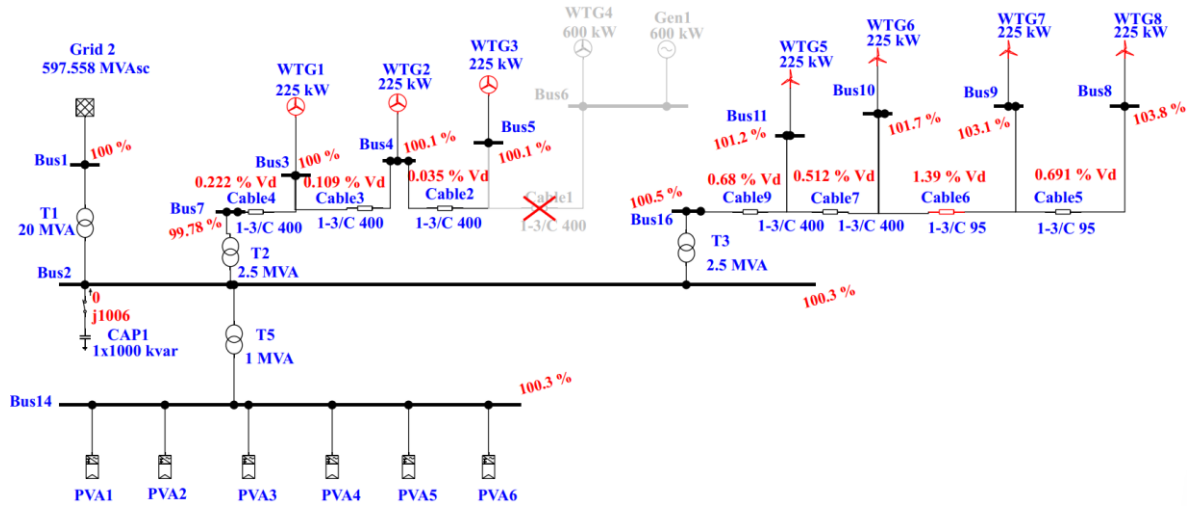 Grid 2
597.558 MVAsc
Bus1
100 %
T1
20 MVA
Bus2
0
j1006
CAP1
1x1000 kvar
WTG1
225 kW
Bus3
100 %
WTG2
225 kW
Bus4
100.1 %
WTG3
225 kW
Bus5
100.1 %
WTG4
600 kW
Gen1
600 kW
Bus6
0.222 % Vd
Cable4
1-3/C 400
0.109 % Vd
Cable3
1-3/C 400
0.035 % Vd
Cable2
1-3/C 400
Cable1
1-3/C 400
Bus7
99.78 %
T2
2.5 MVA
WTG5
225 kW
Bus11
101.2 %
WTG6
225 kW
Bus10
101.7 %
WTG7
225 kW
Bus9
103.1 %
WTG8
225 kW
Bus8
103.8 %
100.5 %
Bus16
0.68 % Vd
Cable9
1-3/C 400
0.512 % Vd
Cable7
1-3/C 400
1.39 % Vd
Cable6
1-3/C 95
0.691 % Vd
Cable5
1-3/C 95
T3
2.5 MVA
100.3 %
T5
1 MVA
Bus14
100.3 %
PVA1
PVA2
PVA3
PVA4
PVA5
PVA6